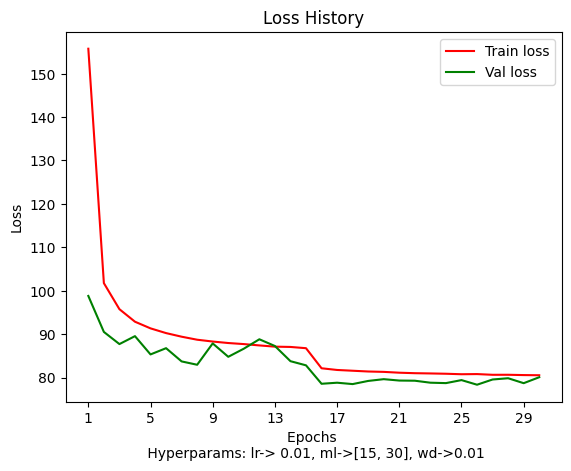 Loss History
Train loss
Val loss
Loss
150
140
130
120
110
100
90
80
1 5 9 13 17 21 25 29
Epochs
Hyperparams: lr-> 0.01, ml->[15, 30], wd->0.01